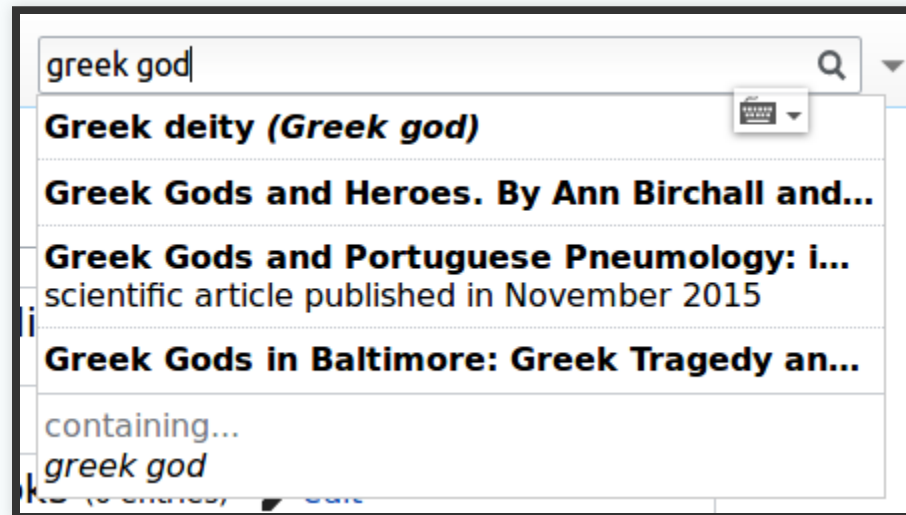 greek god
Greek deity (Greek god)
Greek Gods and Heroes. By Ann Birchall and...
Greek Gods and Portuguese Pneumology: i...
scientific article published in November 2015
Greek Gods in Baltimore: Greek Tragedy an...
containing...
greek god